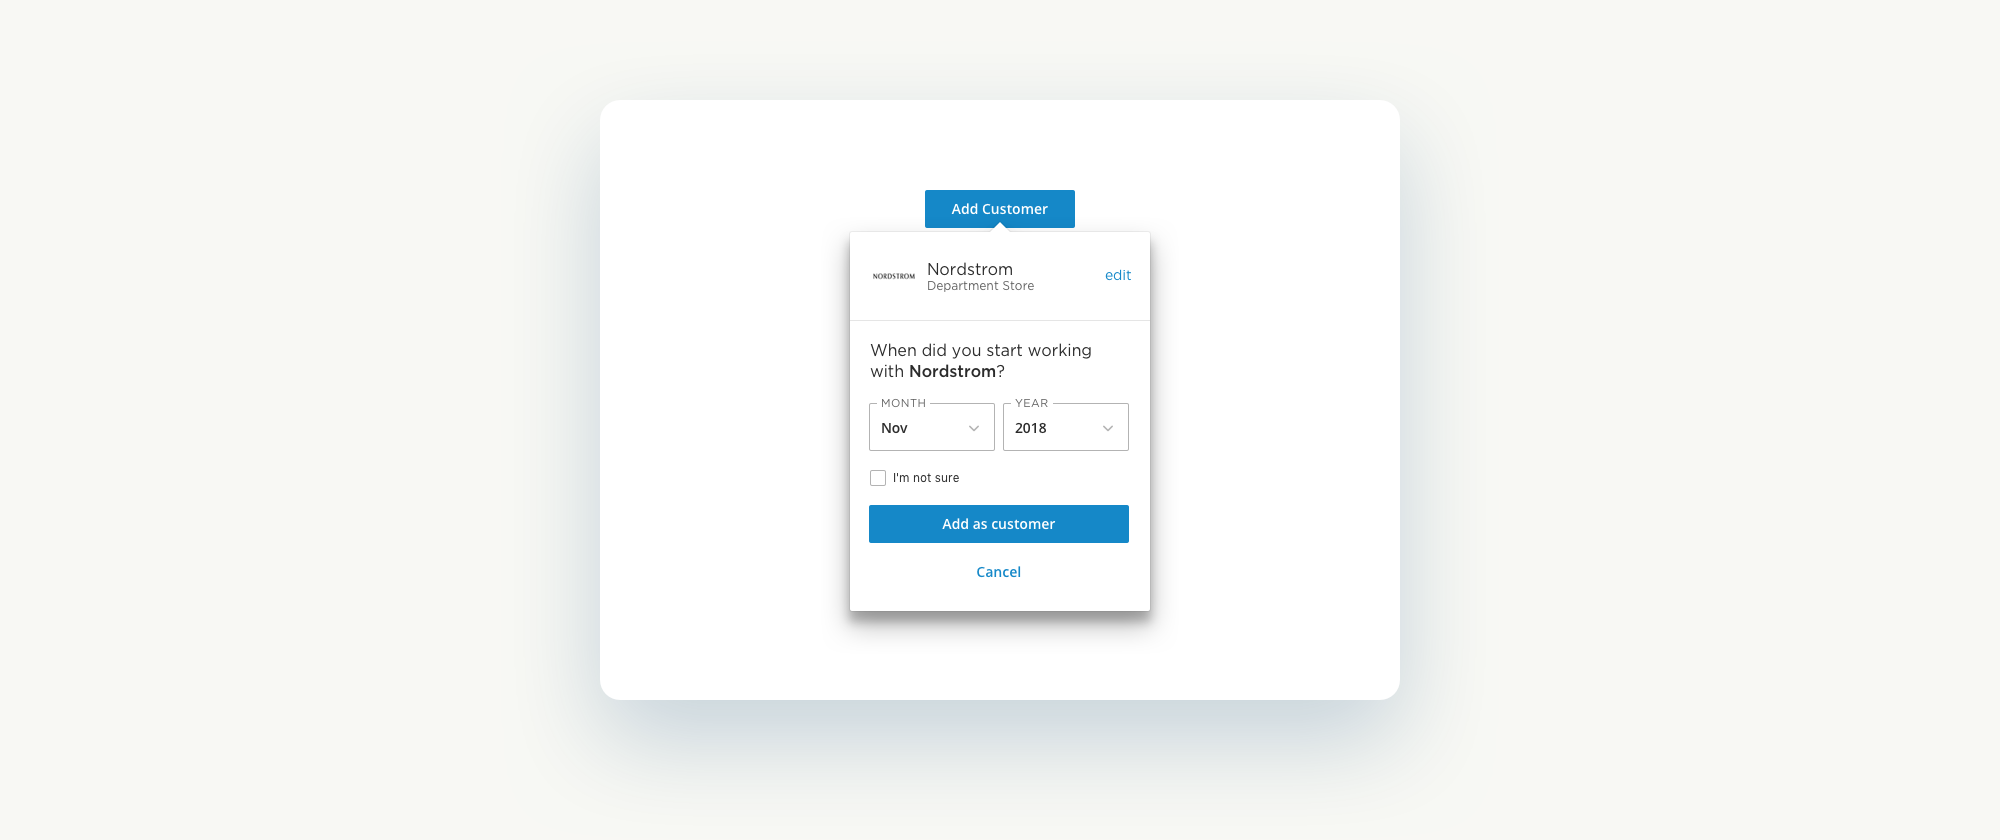 Add Customer
NORDSTROM
Nordstrom
Department Store
edit
When did you start working
with Nordstrom?
MONTH
Nov
YEAR
2018
I'm not sure
Add as customer
Cancel